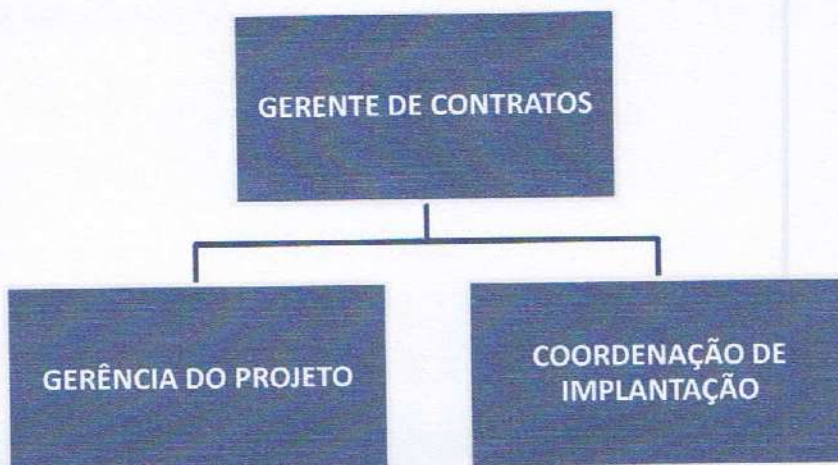 GERENTE DE CONTRATOS
GERÊNCIA DO PROJETO
COORDENAÇÃO DE
IMPLANTAÇÃO